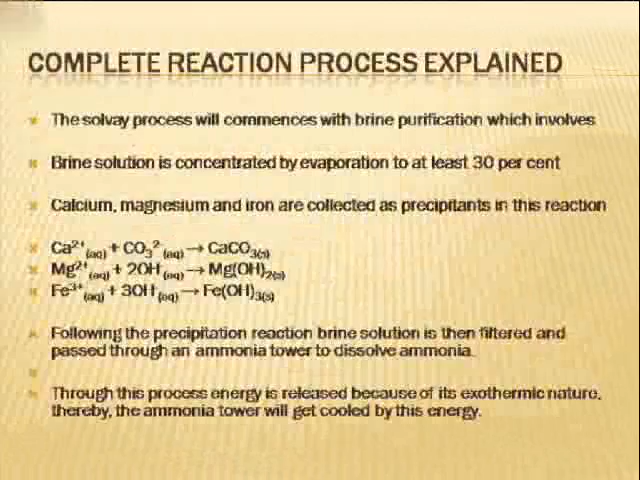 COMPLETE REACTION PROCESS EXPLAINED
The solvay process will commences with brine purification which involves
Brine solution is concentrated by evaporation to at least 30 per cent
Calcium, magnesium and iron are collected as precipitants in this reaction
Ca²⁺(aq) + CO₃²⁻(aq) → CaCO₃(s)
Mg²⁺(aq) + 2OH⁻(aq) → Mg(OH)₂(s)
Fe³⁺(aq) + 3OH⁻(aq) → Fe(OH)₃(s)
Following the precipitation reaction brine solution is then filtered and
passed through an ammonia tower to dissolve ammonia.
Through this process energy is released because of its exothermic nature,
thereby, the ammonia tower will get cooled by this energy.